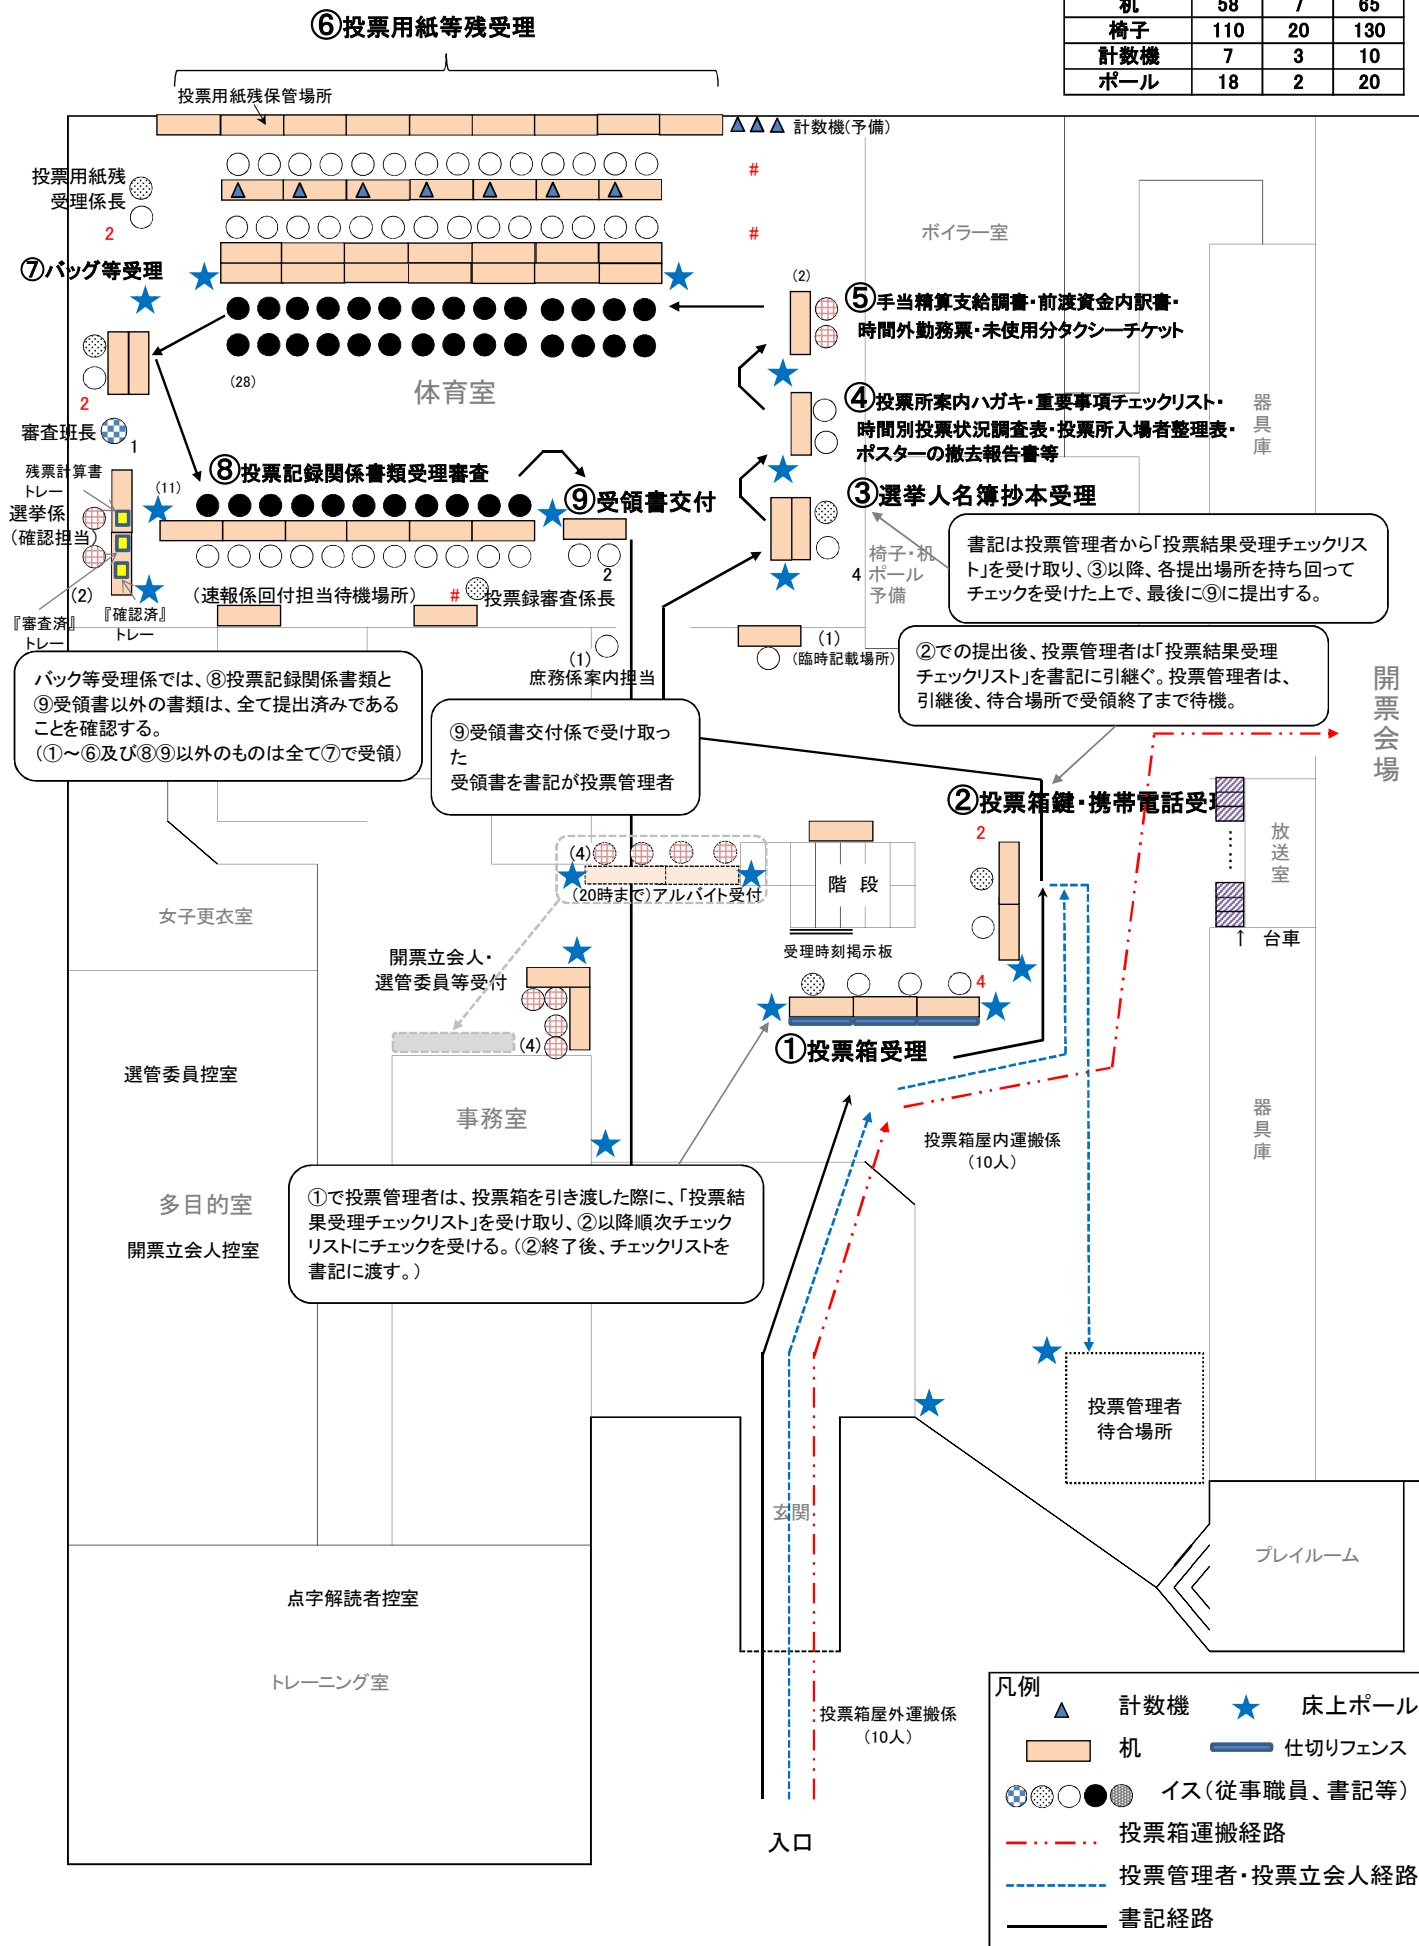 机 58 7 65
椅子 110 20 130
計数機 7 3 10
ポール 18 2 20
⑥投票用紙等残受理
投票用紙残保管場所
計数機(予備)
投票用紙残
受理係長
2
#
#
ボイラー室
⑦バッグ等受理
(2)
⑤手当精算支給調書・前渡資金内訳書・
時間外勤務票・未使用分タクシーチケット
(28)
体育室
2
審査班長
1
④投票所案内ハガキ・重要事項チェックリスト・
時間別投票状況調査表・投票所入場者整理表・
ポスターの撤去報告書等
器具庫
残票計算書
トレー
選挙係
(確認担当)
(11)
(2)
『審査済』
トレー
『確認済』
トレー
⑧投票記録関係書類受理審査
⑨受領書交付
2
(速報係回付担当待機場所)
#
投票録審査係長
③選挙人名簿抄本受理
4
椅子・机
ポール
予備
書記は投票管理者から「投票結果受理チェックリス
ト」を受け取り、③以降、各提出場所を持ち回って
チェックを受けた上で、最後に⑨に提出する。
(1)
庶務係案内担当
(1)
(臨時記載場所)
②での提出後、投票管理者は「投票結果受理
チェックリスト」を書記に引継ぐ。投票管理者は、
引継後、待合場所で受領終了まで待機。
開票会場
バック等受理係では、⑧投票記録関係書類と
⑨受領書以外の書類は、全て提出済みである
ことを確認する。
(①～⑥及び⑧⑨以外のものは全て⑦で受領)
⑨受領書交付係で受け取っ
た
受領書を書記が投票管理者
②投票箱鍵・携帯電話受理
2
放送室
↑ 台車
(4)
(20時まで)アルバイト受付
階 段
受理時刻掲示板
4
女子更衣室
開票立会人・
選管委員等受付
(4)
①投票箱受理
選管委員控室
事務室
投票箱屋内運搬係
(10人)
器具庫
多目的室
開票立会人控室
①で投票管理者は、投票箱を引き渡した際に、「投票結
果受理チェックリスト」を受け取り、②以降順次チェック
リストにチェックを受ける。(②終了後、チェックリストを
書記に渡す。)
投票管理者
待合場所
玄関
プレイルーム
点字解読者控室
トレーニング室
投票箱屋外運搬係
(10人)
入口
凡例
計数機
床上ポール
机
仕切りフェンス
イス(従事職員、書記等)
投票箱運搬経路
投票管理者・投票立会人経路
書記経路